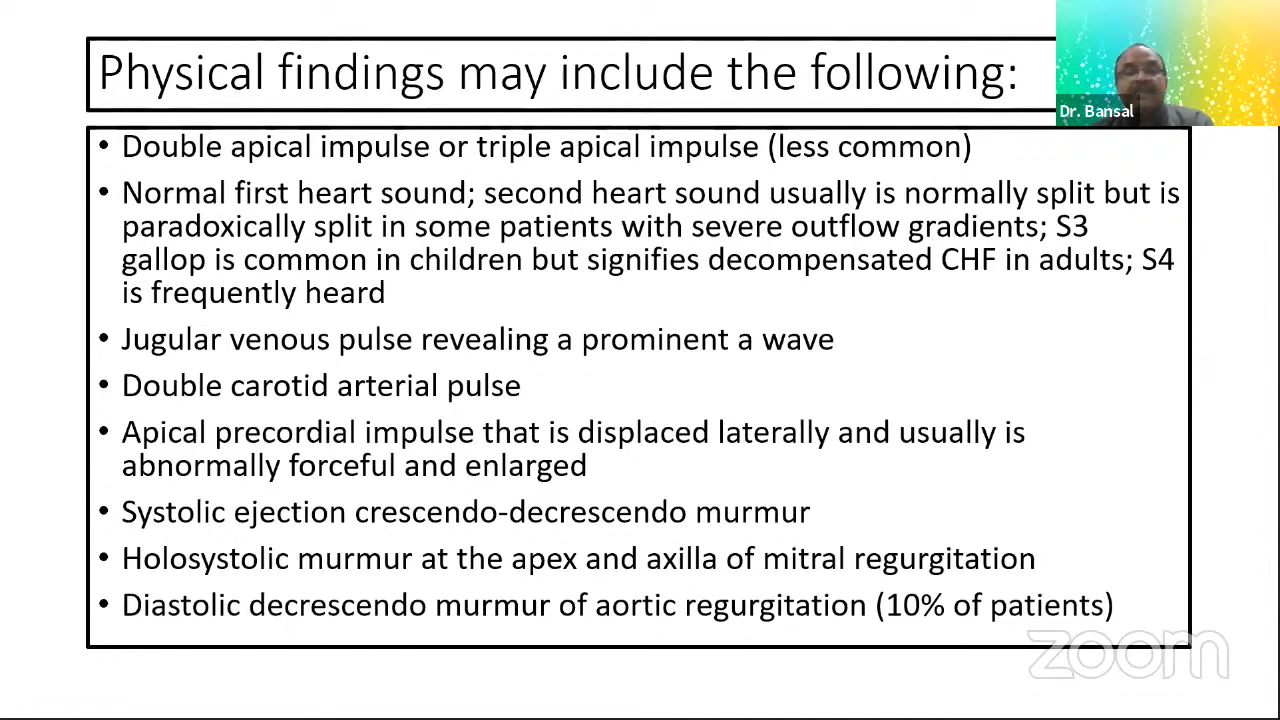 Physical findings may include the following:
Dr. Bansal
• Double apical impulse or triple apical impulse (less common)
• Normal first heart sound; second heart sound usually is normally split but is
paradoxically split in some patients with severe outflow gradients; S3
gallop is common in children but signifies decompensated CHF in adults; S4
is frequently heard
• Jugular venous pulse revealing a prominent a wave
• Double carotid arterial pulse
• Apical precordial impulse that is displaced laterally and usually is
abnormally forceful and enlarged
• Systolic ejection crescendo-decrescendo murmur
• Holosystolic murmur at the apex and axilla of mitral regurgitation
• Diastolic decrescendo murmur of aortic regurgitation (10% of patients)
zoom